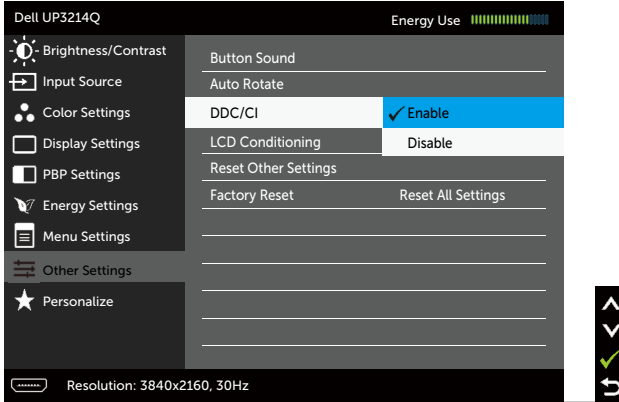 Dell UP3214Q Energy Use
Brightness/Contrast
Input Source
Color Settings
Display Settings
PBP Settings
Energy Settings
Menu Settings
Other Settings
Personalize
Button Sound
Auto Rotate
DDC/CI Enable
LCD Conditioning Disable
Reset Other Settings
Factory Reset Reset All Settings
Resolution: 3840x2160, 30Hz